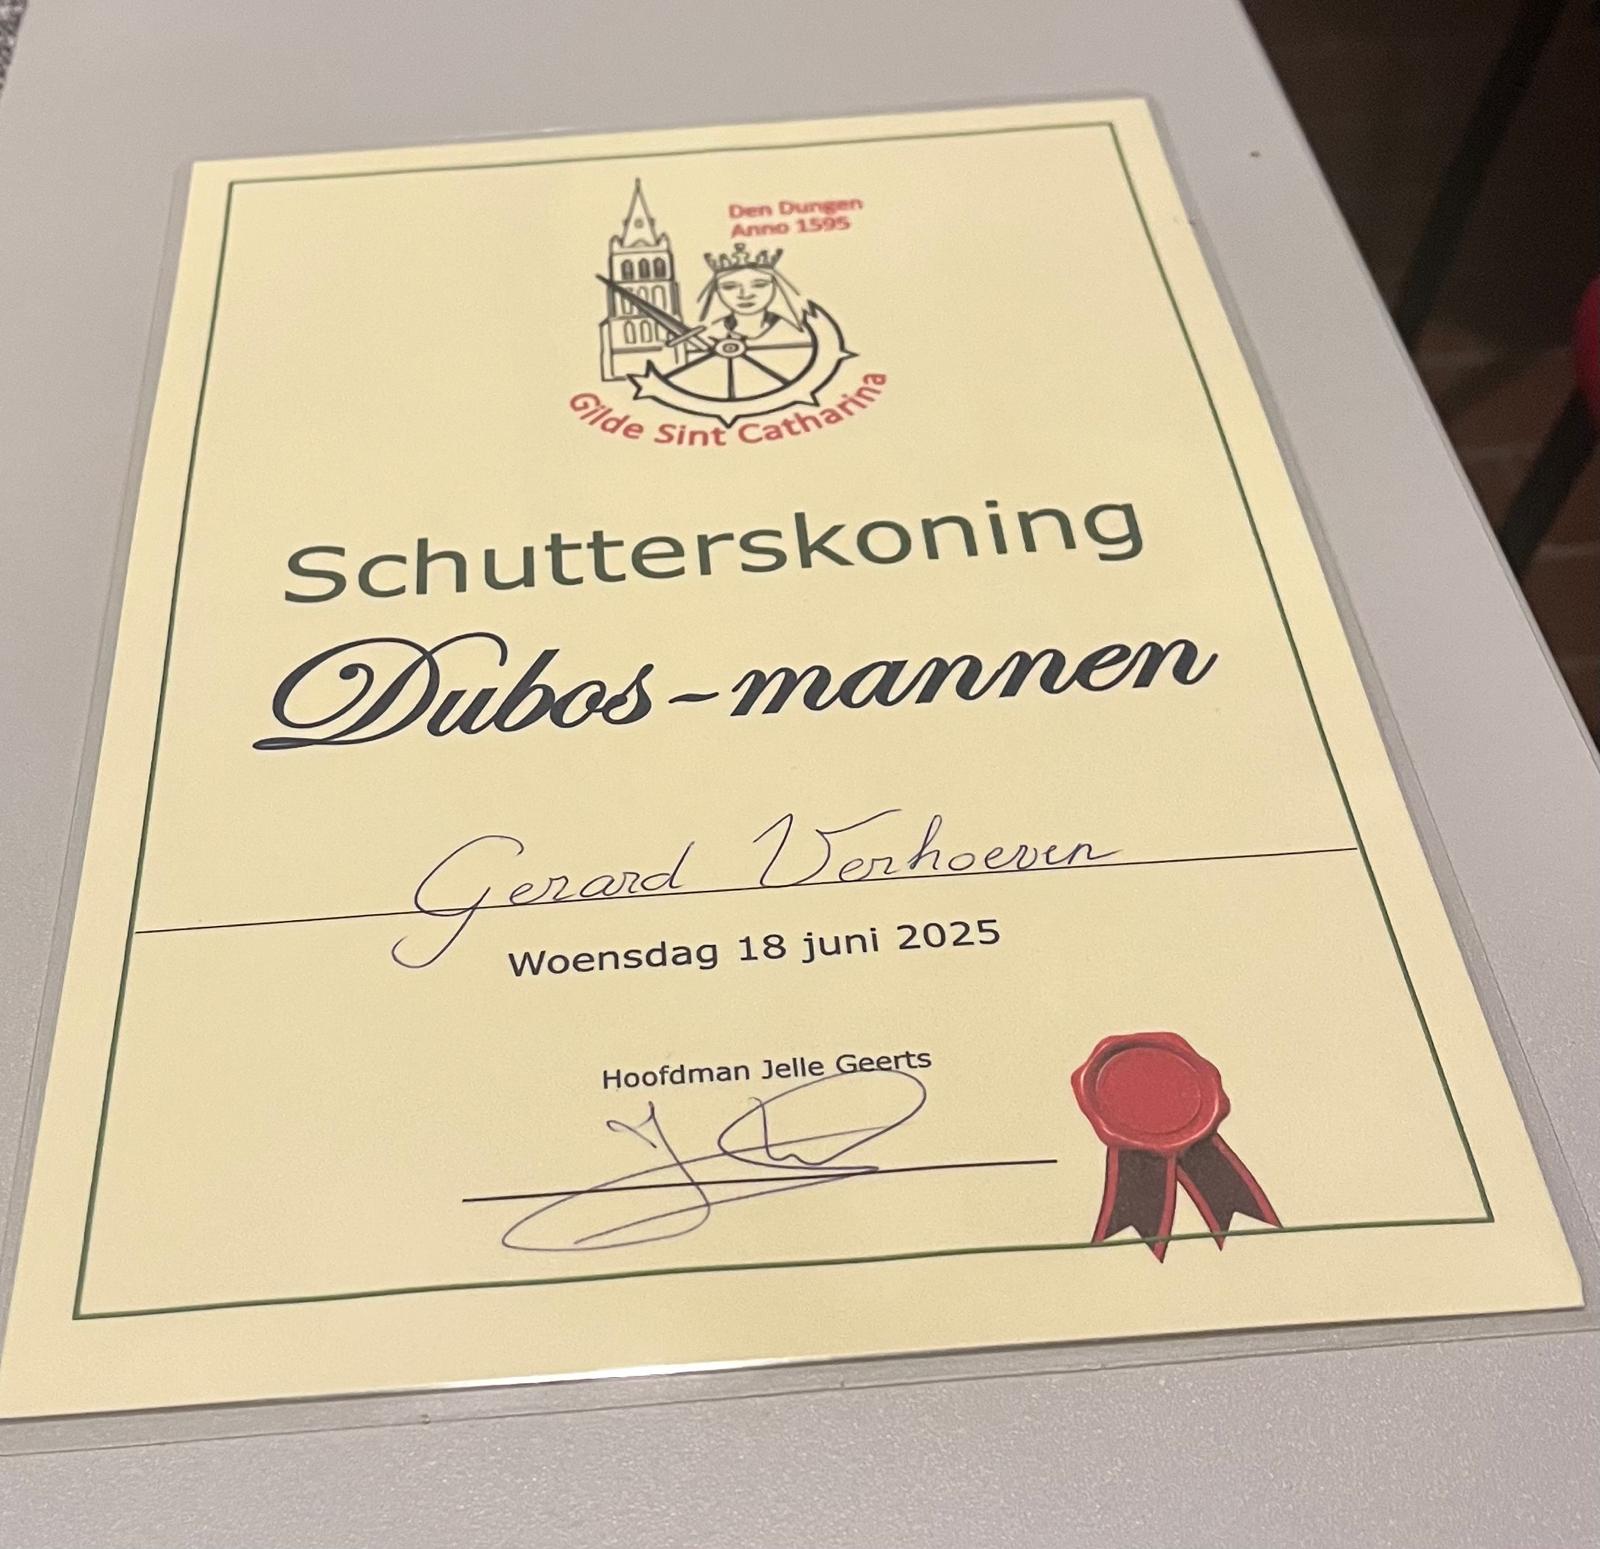 Den Dungen
Anno 1595
Gilde Sint Catharina
Schutterskoning
Dubos-mannen
Gerard Verhoeven
Woensdag 18 juni 2025
Hoofdman Jelle Geerts